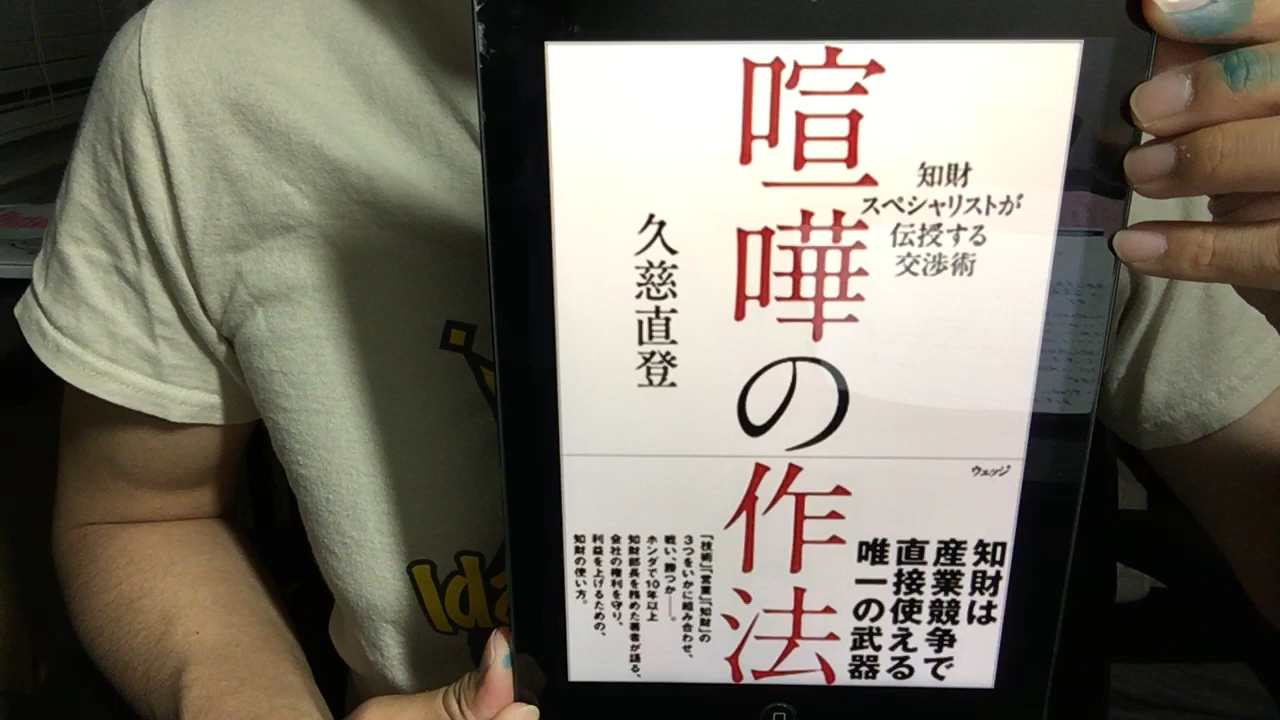 喧嘩の作法
知財
スペシャリストが
伝授する
交渉術
久慈直登
ウェッジ
知財は
産業競争で
直接使える
唯一の武器
「技術」「言葉」「知財」の
3つをいかに組み合わせ、
戦い、勝つか――。
ホンダで10年以上
知財部長を務めた著者が語る、
会社の権利を守り、
利益を上げるための、
知財の使い方。
Ida